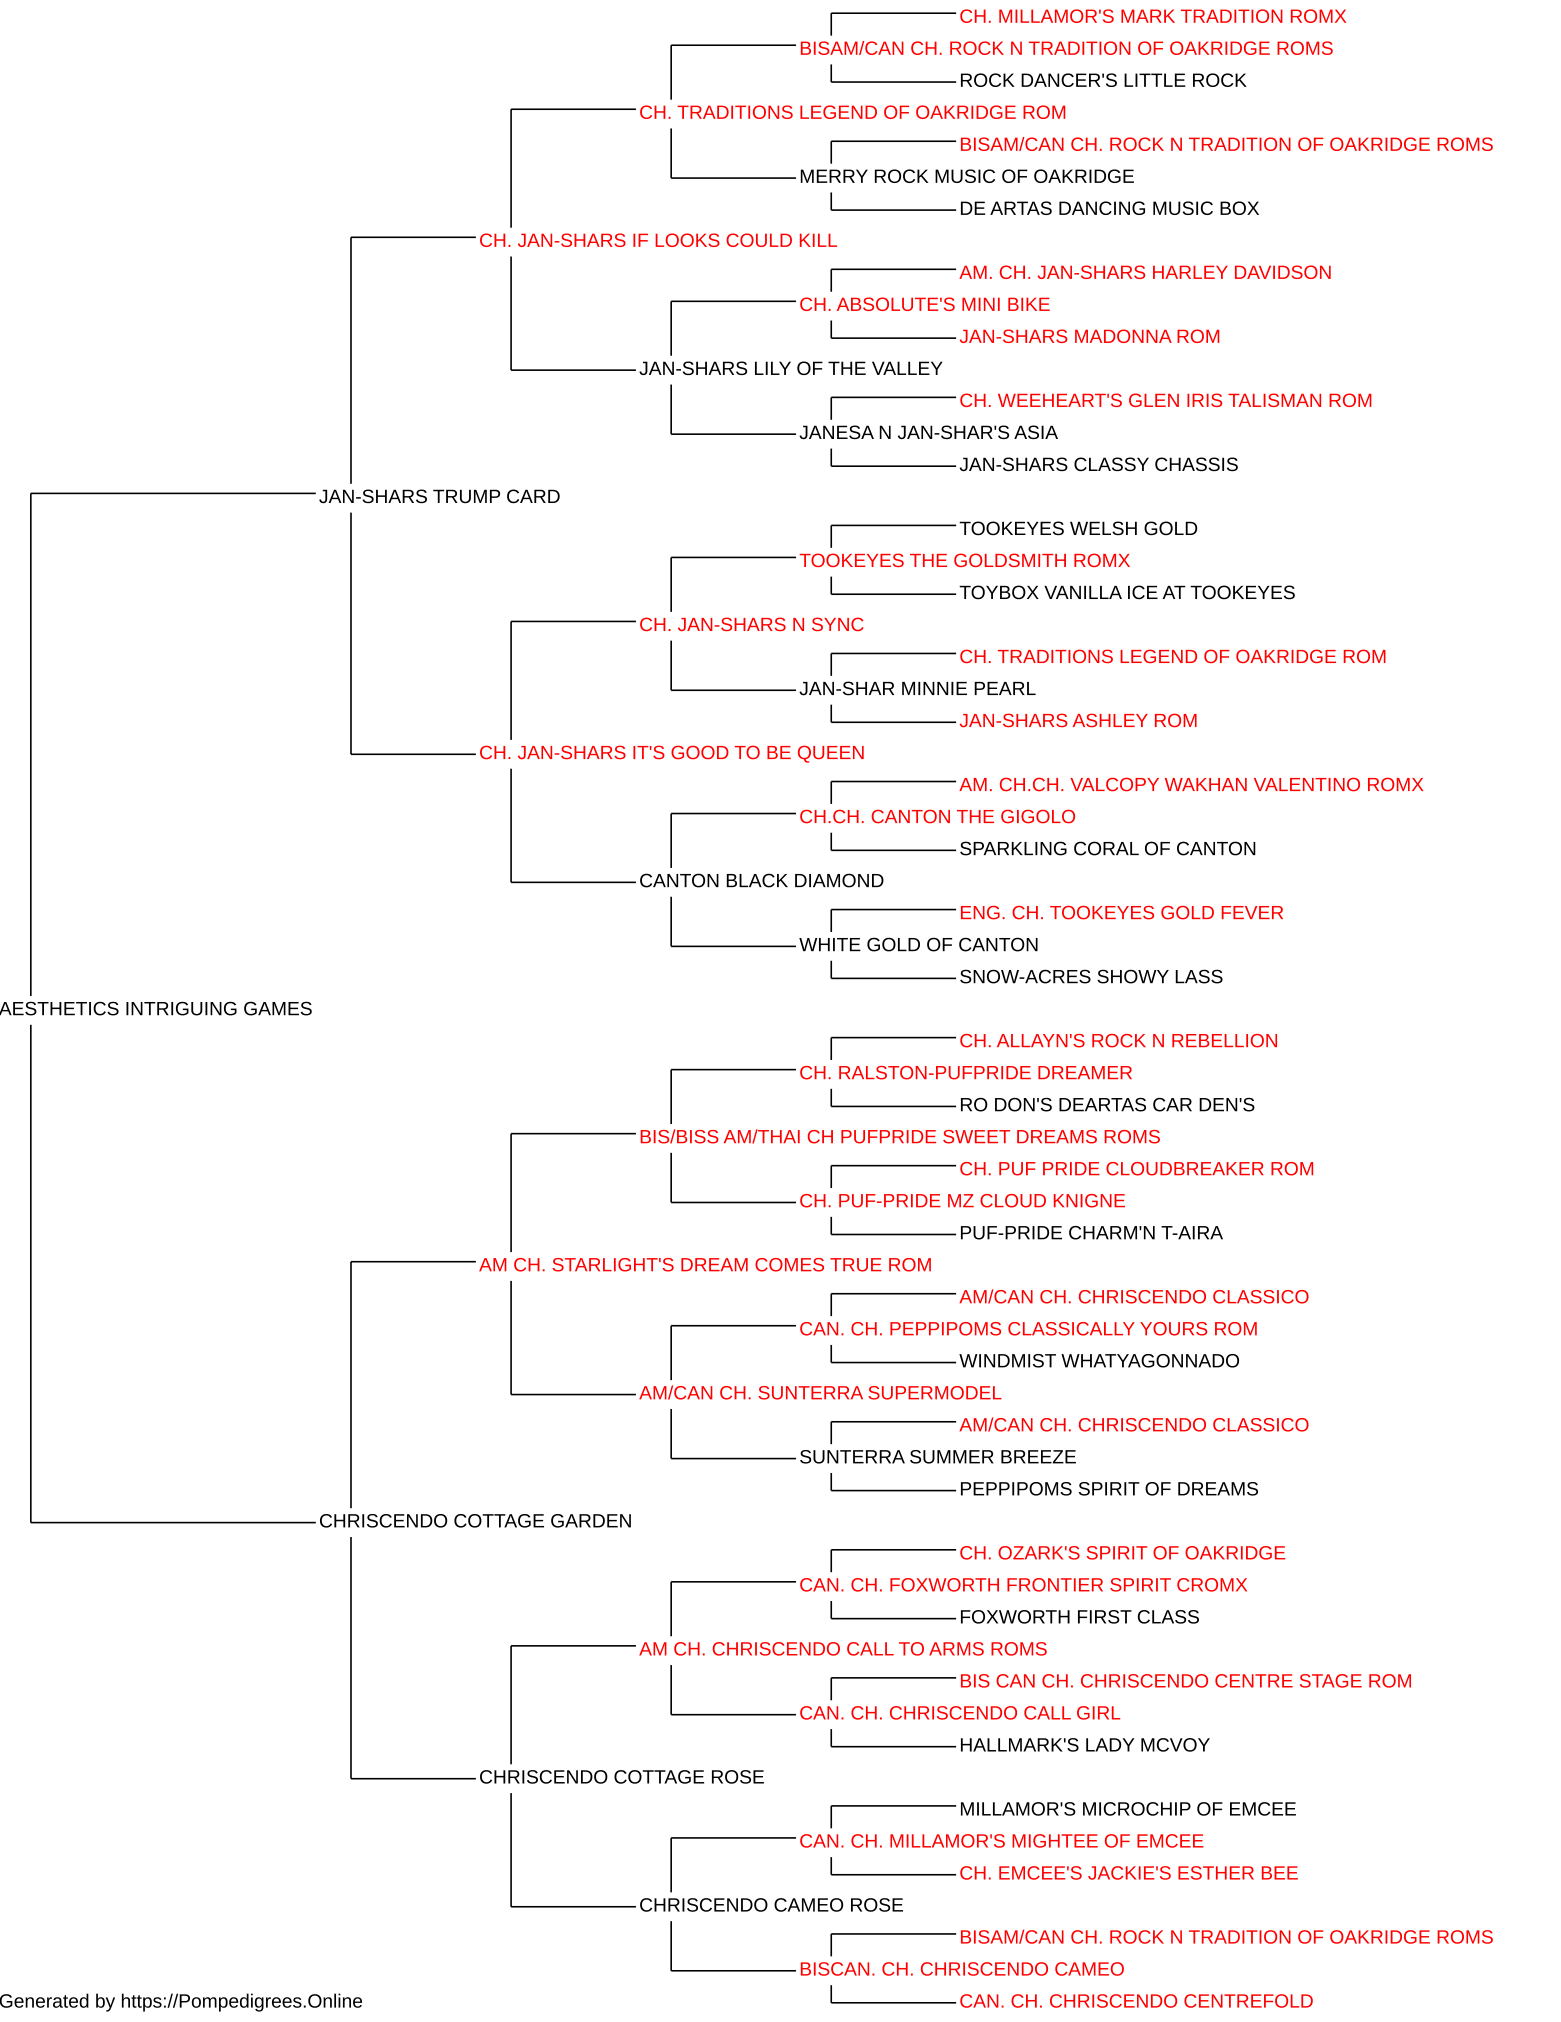 CH. MILLAMOR'S MARK TRADITION ROMX
BISAM/CAN CH. ROCK N TRADITION OF OAKRIDGE ROMS
ROCK DANCER'S LITTLE ROCK
CH. TRADITIONS LEGEND OF OAKRIDGE ROM
BISAM/CAN CH. ROCK N TRADITION OF OAKRIDGE ROMS
MERRY ROCK MUSIC OF OAKRIDGE
DE ARTAS DANCING MUSIC BOX
CH. JAN-SHARS IF LOOKS COULD KILL
AM. CH. JAN-SHARS HARLEY DAVIDSON
CH. ABSOLUTE'S MINI BIKE
JAN-SHARS MADONNA ROM
JAN-SHARS LILY OF THE VALLEY
CH. WEEHEART'S GLEN IRIS TALISMAN ROM
JANESA N JAN-SHAR'S ASIA
JAN-SHARS CLASSY CHASSIS
JAN-SHARS TRUMP CARD
TOOKEYES WELSH GOLD
TOOKEYES THE GOLDSMITH ROMX
TOYBOX VANILLA ICE AT TOOKEYES
CH. JAN-SHARS N SYNC
CH. TRADITIONS LEGEND OF OAKRIDGE ROM
JAN-SHAR MINNIE PEARL
JAN-SHARS ASHLEY ROM
CH. JAN-SHARS IT'S GOOD TO BE QUEEN
AM. CH.CH. VALCOPY WAKHAN VALENTINO ROMX
CH.CH. CANTON THE GIGOLO
SPARKLING CORAL OF CANTON
CANTON BLACK DIAMOND
ENG. CH. TOOKEYES GOLD FEVER
WHITE GOLD OF CANTON
SNOW-ACRES SHOWY LASS
AESTHETICS INTRIGUING GAMES
CH. ALLAYN'S ROCK N REBELLION
CH. RALSTON-PUFPRIDE DREAMER
RO DON'S DEARTAS CAR DEN'S
BIS/BISS AM/THAI CH PUFPRIDE SWEET DREAMS ROMS
CH. PUF PRIDE CLOUDBREAKER ROM
CH. PUF-PRIDE MZ CLOUD KNIGNE
PUF-PRIDE CHARM'N T-AIRA
AM CH. STARLIGHT'S DREAM COMES TRUE ROM
AM/CAN CH. CHRISCENDO CLASSICO
CAN. CH. PEPPIPOMS CLASSICALLY YOURS ROM
WINDMIST WHATYAGONNADO
AM/CAN CH. SUNTERRA SUPERMODEL
AM/CAN CH. CHRISCENDO CLASSICO
SUNTERRA SUMMER BREEZE
PEPPIPOMS SPIRIT OF DREAMS
CHRISCENDO COTTAGE GARDEN
CH. OZARK'S SPIRIT OF OAKRIDGE
CAN. CH. FOXWORTH FRONTIER SPIRIT CROMX
FOXWORTH FIRST CLASS
AM CH. CHRISCENDO CALL TO ARMS ROMS
BIS CAN CH. CHRISCENDO CENTRE STAGE ROM
CAN. CH. CHRISCENDO CALL GIRL
HALLMARK'S LADY MCVOY
CHRISCENDO COTTAGE ROSE
MILLAMOR'S MICROCHIP OF EMCEE
CAN. CH. MILLAMOR'S MIGHTEE OF EMCEE
CH. EMCEE'S JACKIE'S ESTHER BEE
CHRISCENDO CAMEO ROSE
BISAM/CAN CH. ROCK N TRADITION OF OAKRIDGE ROMS
BISCAN. CH. CHRISCENDO CAMEO
CAN. CH. CHRISCENDO CENTREFOLD
Generated by https://Pompedigrees.Online